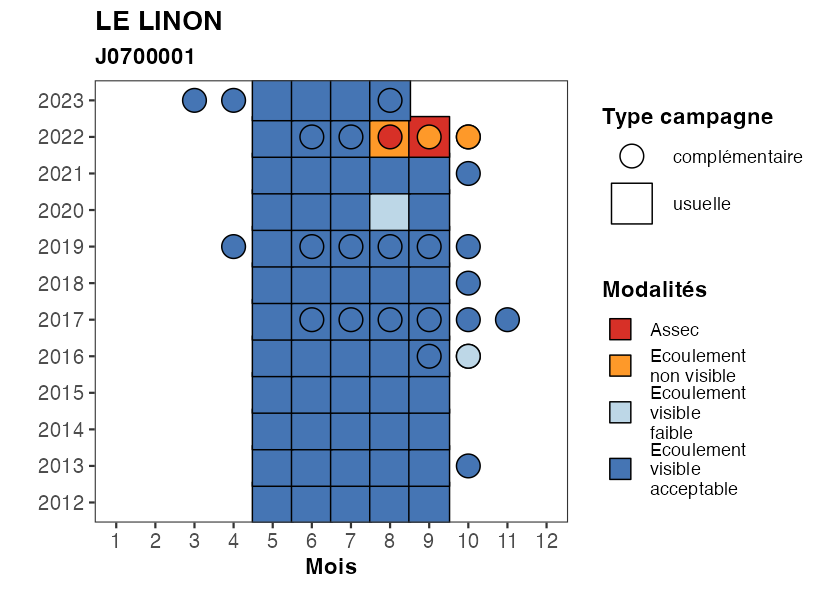 LE LINON
J0700001
2023
2022
2021
2020
2019
2018
2017
2016
2015
2014
2013
2012
1 2 3 4 5 6 7 8 9 10 11 12
Mois
Type campagne
complémentaire
usuelle
Modalités
Assec
Ecoulement
non visible
Ecoulement
visible
faible
Ecoulement
visible
acceptable